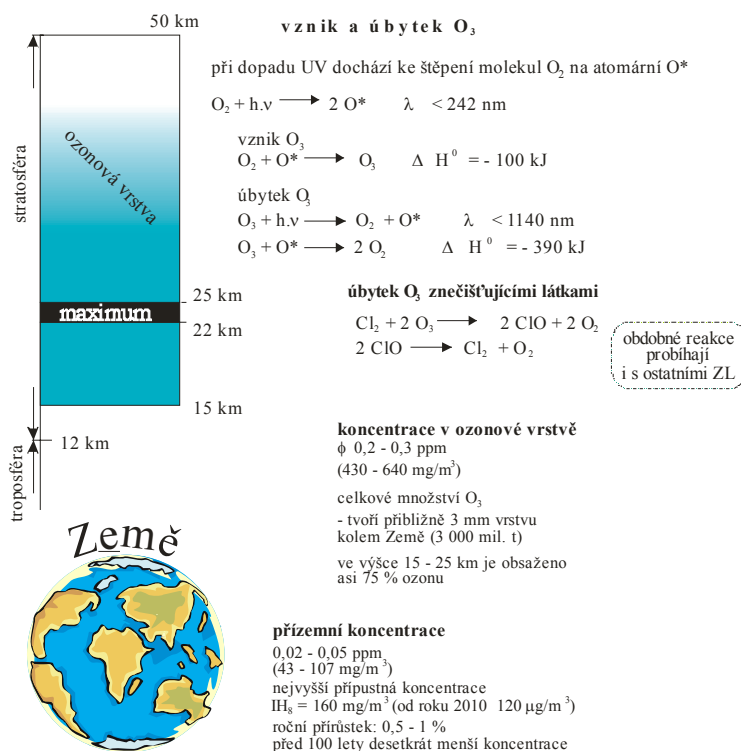 50 km
vznik a úbytek O₃
při dopadu UV dochází ke štěpení molekul O₂ na atomární O*
O₂ + h.ν → 2 O* λ < 242 nm
vznik O₃
O₂ + O* → O₃ Δ H⁰ = - 100 kJ
úbytek O₃
O₃ + h.ν → O₂ + O* λ < 1140 nm
O₃ + O* → 2 O₂ Δ H⁰ = - 390 kJ
stratosféra
ozonová vrstva
25 km
maximum
22 km
15 km
12 km
troposféra
úbytek O₃ znečišťujícími látkami
Cl₂ + 2 O₃ → 2 ClO + 2 O₂
2 ClO → Cl₂ + O₂
obdobné reakce
probíhají
i s ostatními ZL
koncentrace v ozonové vrstvě
ϕ 0,2 - 0,3 ppm
(430 - 640 mg/m³)
celkové množství O₃
- tvoří přibližně 3 mm vrstvu
kolem Země (3 000 mil. t)
ve výšce 15 - 25 km je obsaženo
asi 75 % ozonu
Země
přízemní koncentrace
0,02 - 0,05 ppm
(43 - 107 mg/m³)
nejvyšší přípustná koncentrace
IH₈ = 160 mg/m³ (od roku 2010 120 µg/m³)
roční přírůstek: 0,5 - 1 %
před 100 lety desetkrát menší koncentrace